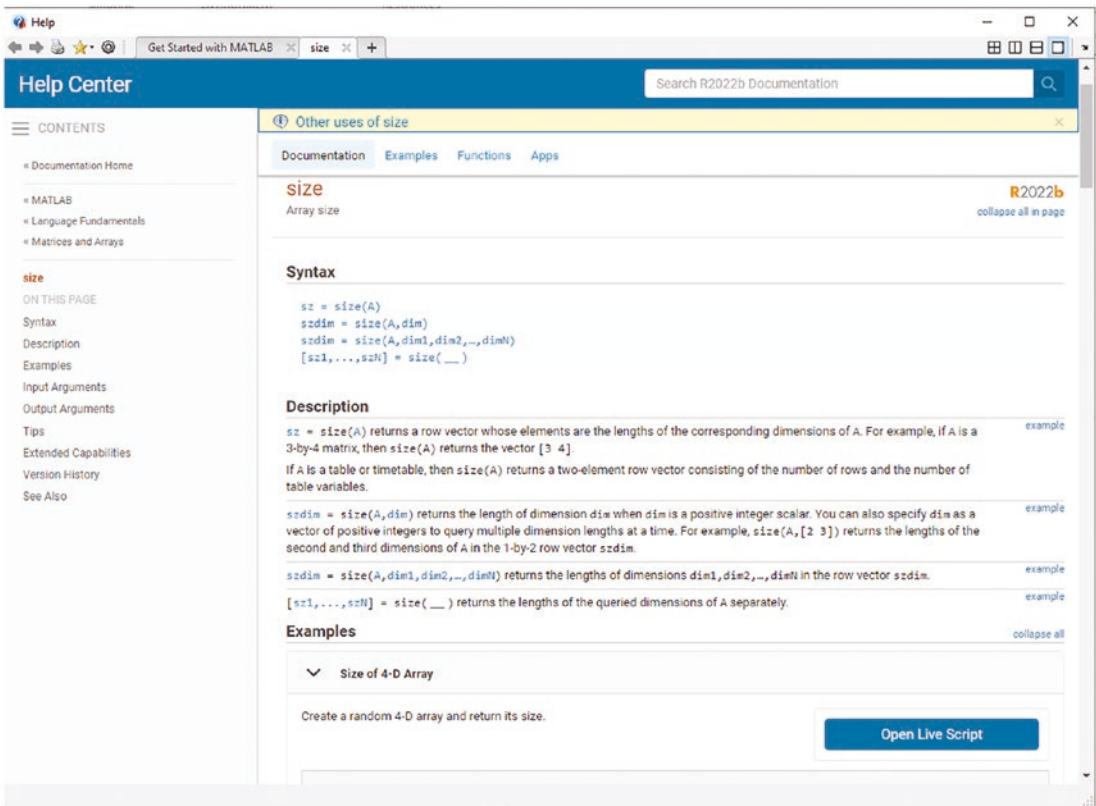 Help
Get Started with MATLAB
size
Help Center
Search R2022b Documentation
CONTENTS
« Documentation Home
« MATLAB
« Language Fundamentals
« Matrices and Arrays
size
ON THIS PAGE
Syntax
Description
Examples
Input Arguments
Output Arguments
Tips
Extended Capabilities
Version History
See Also
Other uses of size
Documentation Examples Functions Apps
size
R2022b
Array size
collapse all in page
Syntax
sz = size(A)
szdim = size(A,dim)
szdim = size(A,dim1,dim2,…,dimN)
[sz1,...,szN] = size( __ )
Description
sz = size(A) returns a row vector whose elements are the lengths of the corresponding dimensions of A. For example, if A is a
example
3-by-4 matrix, then size(A) returns the vector [3 4].
If A is a table or timetable, then size(A) returns a two-element row vector consisting of the number of rows and the number of
table variables.
szdim = size(A,dim) returns the length of dimension dim when dim is a positive integer scalar. You can also specify dim as a
example
vector of positive integers to query multiple dimension lengths at a time. For example, size(A,[2 3]) returns the lengths of the
second and third dimensions of A in the 1-by-2 row vector szdim.
szdim = size(A,dim1,dim2,…,dimN) returns the lengths of dimensions dim1,dim2,…,dimN in the row vector szdim.
example
[sz1,...,szN] = size( __ ) returns the lengths of the queried dimensions of A separately.
example
Examples
collapse all
Size of 4-D Array
Create a random 4-D array and return its size.
Open Live Script